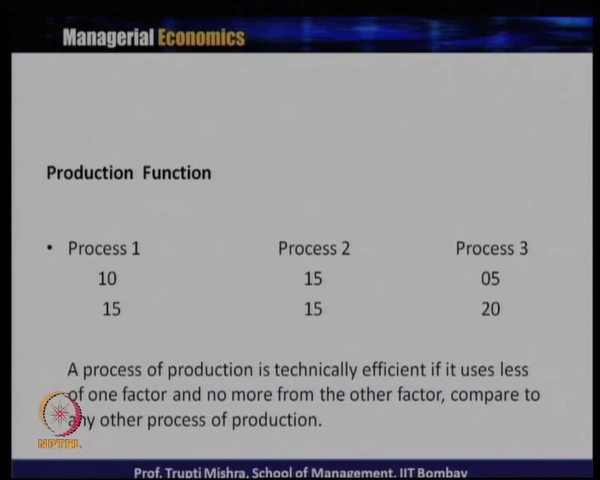 Managerial Economics
Production Function
• Process 1 Process 2 Process 3
10 15 05
15 15 20
A process of production is technically efficient if it uses less
of one factor and no more from the other factor, compare to
any other process of production.
NPTEL
Prof. Trupti Mishra, School of Management, IIT Bombay